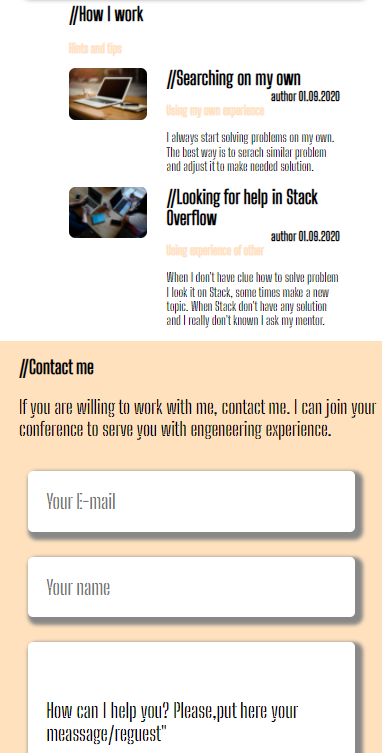 //How I work
Hints and tips
//Searching on my own
author 01.09.2020
Using my own experience
I always start solving problems on my own.
The best way is to serach similar problem
and adjust it to make needed solution.
//Looking for help in Stack
Overflow
author 01.09.2020
Using experience of other
When I don't have clue how to solve problem
I look it on Stack, some times make a new
topic. When Stack don't have any solution
and I really don't known I ask my mentor.
//Contact me
If you are willing to work with me, contact me. I can join your
conference to serve you with engeneering experience.
Your E-mail
Your name
How can I help you? Please,put here your
meassage/reguest"